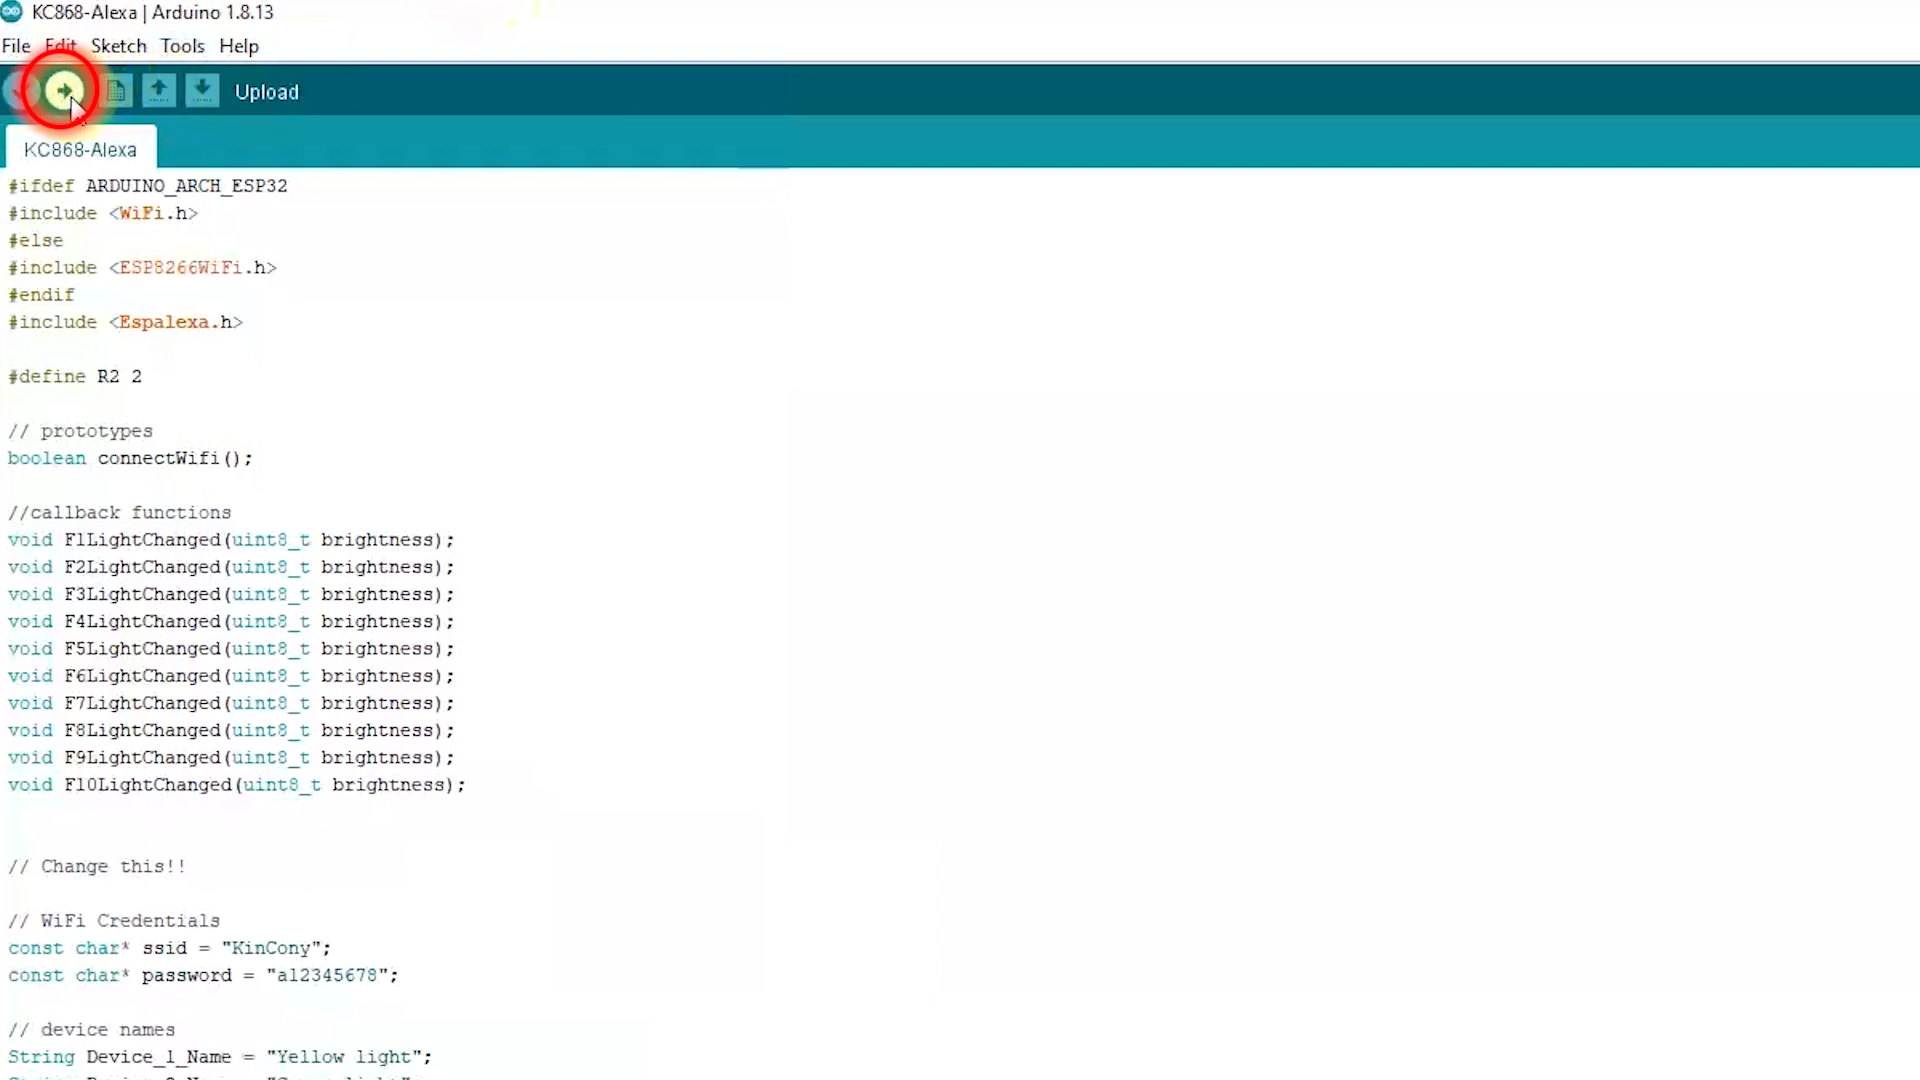 KC868-Alexa | Arduino 1.8.13
File Edit Sketch Tools Help
Upload
KC868-Alexa
#ifdef ARDUINO_ARCH_ESP32
#include <WiFi.h>
#else
#include <ESP8266WiFi.h>
#endif
#include <Espalexa.h>
#define R2 2
// prototypes
boolean connectWifi();
//callback functions
void F1LightChanged(uint8_t brightness);
void F2LightChanged(uint8_t brightness);
void F3LightChanged(uint8_t brightness);
void F4LightChanged(uint8_t brightness);
void F5LightChanged(uint8_t brightness);
void F6LightChanged(uint8_t brightness);
void F7LightChanged(uint8_t brightness);
void F8LightChanged(uint8_t brightness);
void F9LightChanged(uint8_t brightness);
void F10LightChanged(uint8_t brightness);
// Change this!!
// WiFi Credentials
const char* ssid = "KinCony";
const char* password = "a12345678";
// device names
String Device_1_Name = "Yellow light";